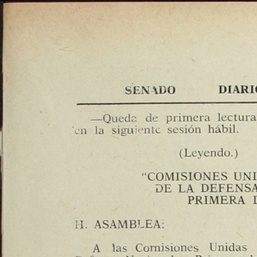 SENADO DIARIO
—Queda de primera lectura
en la siguiente sesión hábil.
(Leyendo.)
"COMISIONES UNI
DE LA DEFENSA
PRIMERA
H. ASAMBLEA:
A las Comisiones Unidas